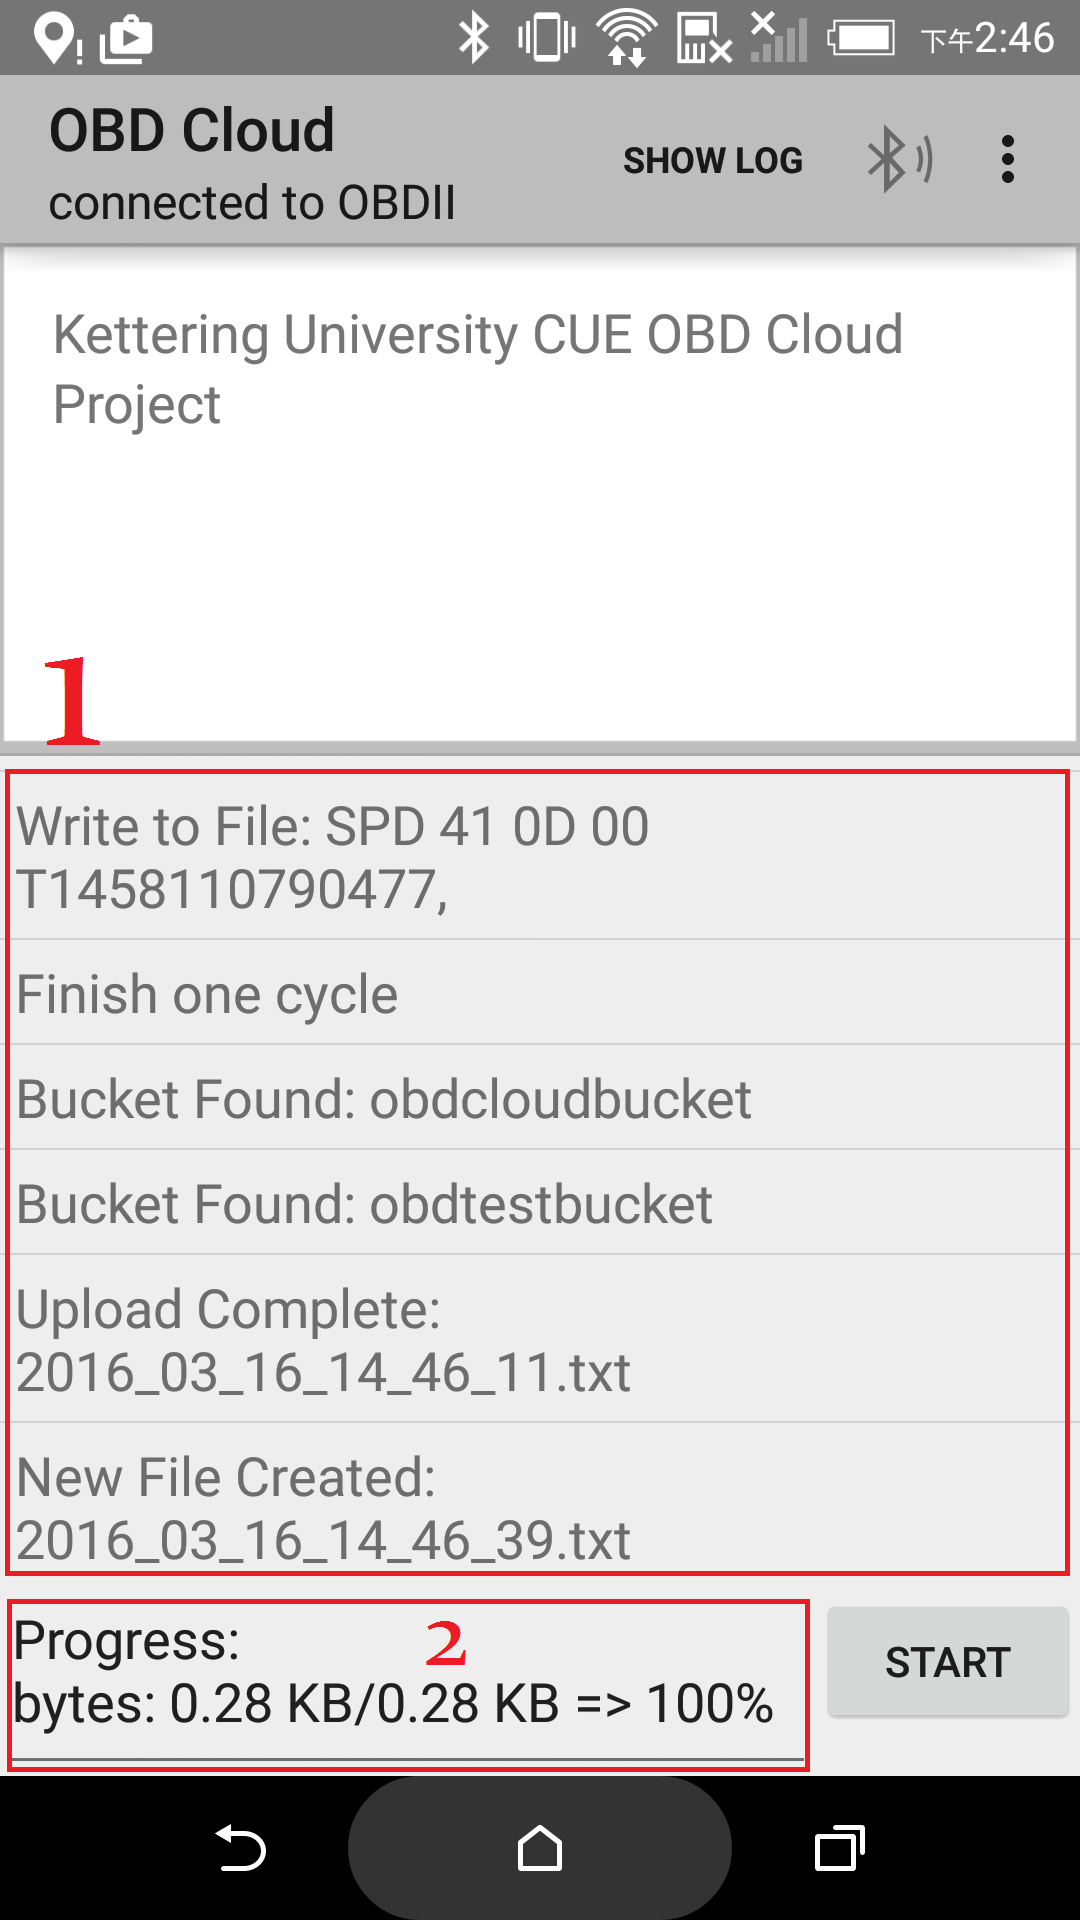 下午2:46
OBD Cloud
connected to OBDII
SHOW LOG
Kettering University CUE OBD Cloud
Project
1
Write to File: SPD 41 0D 00
T1458110790477,
Finish one cycle
Bucket Found: obdcloudbucket
Bucket Found: obdtestbucket
Upload Complete:
2016_03_16_14_46_11.txt
New File Created:
2016_03_16_14_46_39.txt
Progress:
2
bytes: 0.28 KB/0.28 KB => 100%
START